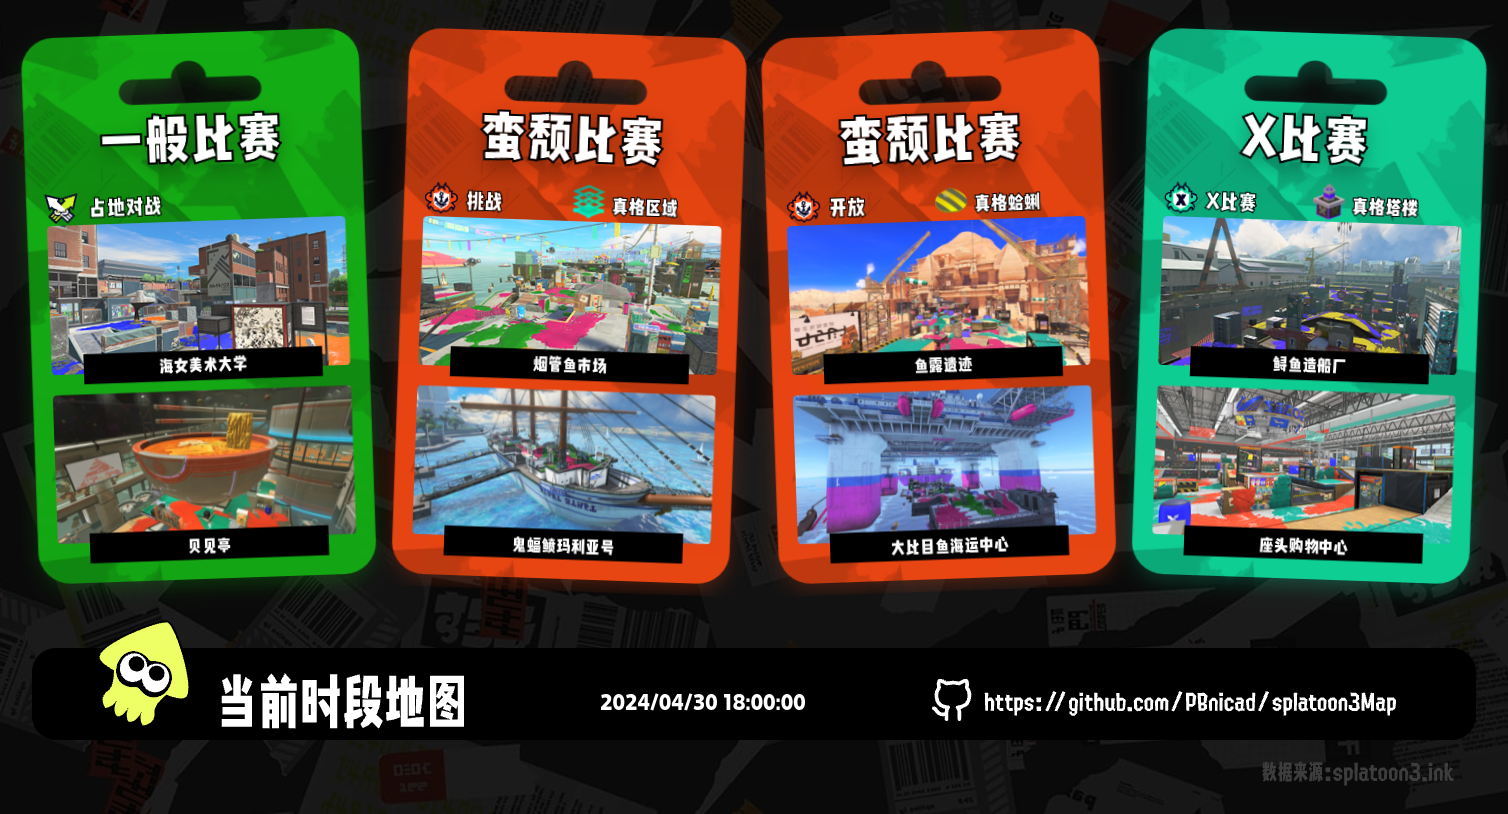 一般比赛
占地对战
海女美术大学
贝见亭
蛮颓比赛
挑战
真格区域
烟管鱼市场
鬼蝠鲼玛利亚号
蛮颓比赛
开放
真格蛤蜊
鱼露遗迹
大比目鱼海运中心
X比赛
X比赛
真格塔楼
鲟鱼造船厂
座头购物中心
当前时段地图
2024/04/30 18:00:00
https://github.com/PBnicad/splatoon3Map
数据来源:splatoon3.ink